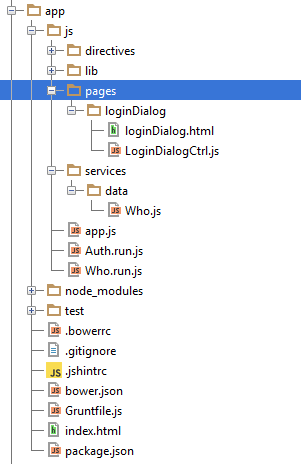 app
js
directives
lib
pages
loginDialog
loginDialog.html
LoginDialogCtrl.js
services
data
Who.js
app.js
Auth.run.js
Who.run.js
node_modules
test
.bowerrc
.gitignore
JS .jshintrc
bower.json
Gruntfile.js
index.html
package.json